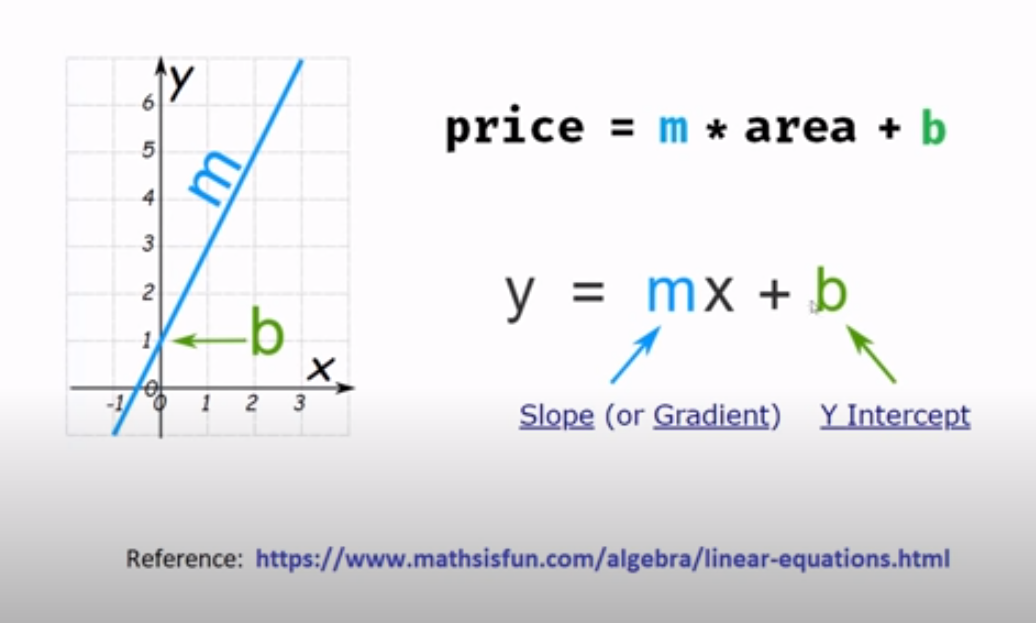 y
6
5
4
3
2
1
0
m
b
x
-1 0 1 2 3
price = m * area + b
y = mx + b
Slope (or Gradient) Y Intercept
Reference: https://www.mathsisfun.com/algebra/linear-equations.html